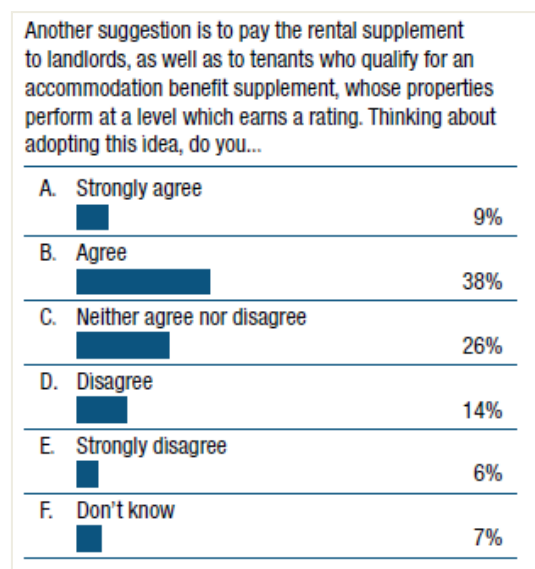 Another suggestion is to pay the rental supplement
to landlords, as well as to tenants who qualify for an
accommodation benefit supplement, whose properties
perform at a level which earns a rating. Thinking about
adopting this idea, do you...
A. Strongly agree
9%
B. Agree
38%
C. Neither agree nor disagree
26%
D. Disagree
14%
E. Strongly disagree
6%
F. Don't know
7%